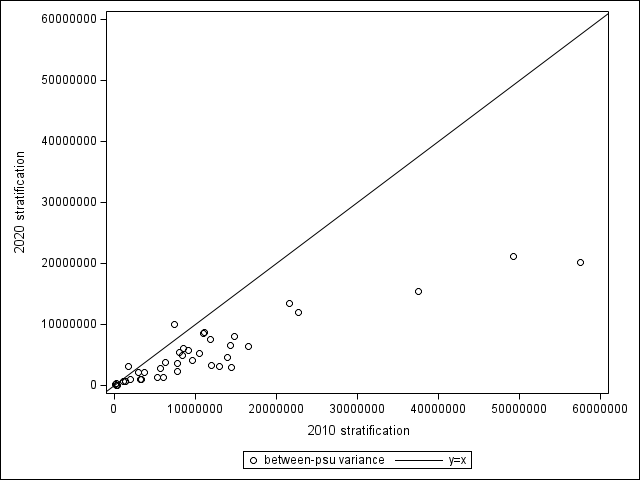 60000000
50000000
40000000
30000000
20000000
10000000
0
2020 stratification
0 10000000 20000000 30000000 40000000 50000000 60000000
2010 stratification
between-psu variance y=x